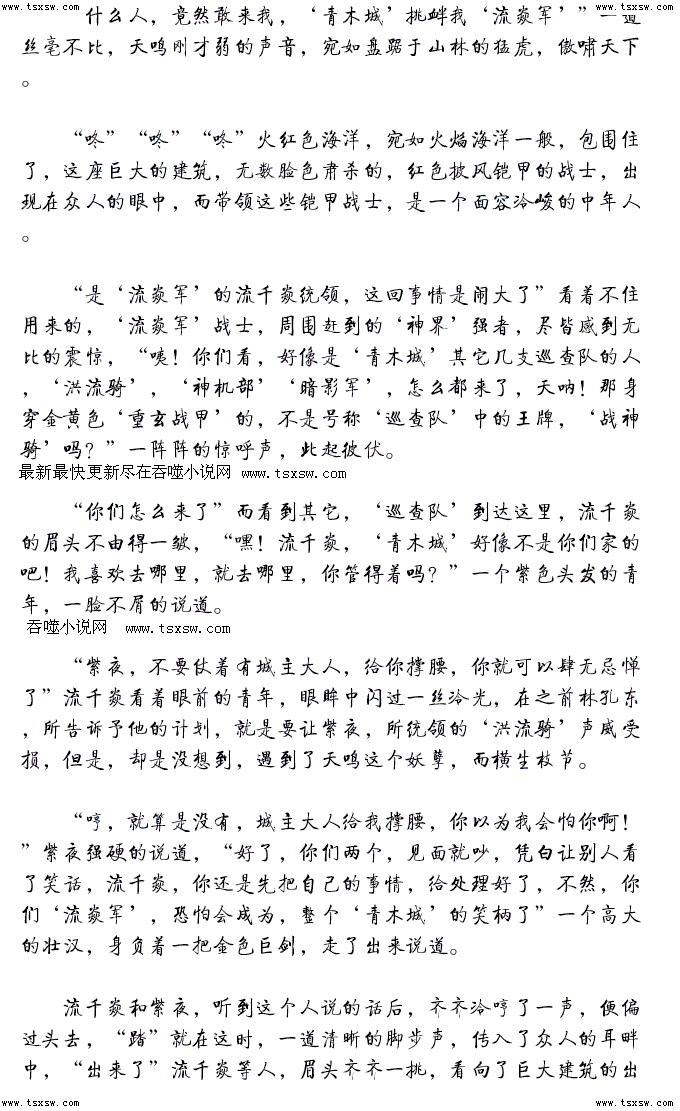 www.tsxsw.com www.tsxsw.com www.tsxsw.com
什么人，竟然敢来我，‘青木城’挑衅我‘流焱军’”一道
丝毫不比，天鸣刚才弱的声音，宛如盘踞于山林的猛虎，傲啸天下
。
“咚”“咚”“咚”火红色海洋，宛如火焰海洋一般，包围住
了，这座巨大的建筑，无数脸色肃杀的，红色披风铠甲的战士，出
现在众人的眼中，而带领这些铠甲战士，是一个面容冷峻的中年人
。
“是‘流焱军’的流千焱统领，这回事情是闹大了”看着不住
用来的，‘流焱军’战士，周围赶到的‘神界’强者，尽皆感到无
比的震惊，“咦！你们看，好像是‘青木城’其它几支巡查队的人
，‘洪流骑’，‘神机部’‘暗影军’，怎么都来了，天呐！那身
穿金黄色‘重玄战甲’的，不是号称‘巡查队’中的王牌，‘战神
骑’吗？”一阵阵的惊呼声，此起彼伏。
最新最快更新尽在吞噬小说网 www.tsxsw.com
“你们怎么来了”而看到其它，‘巡查队’到达这里，流千焱
的眉头不由得一皱，“嘿！流千焱，‘青木城’好像不是你们家的
吧！我喜欢去哪里，就去哪里，你管得着吗？”一个紫色头发的青
年，一脸不屑的说道。
吞噬小说网 www.tsxsw.com
“紫夜，不要仗着有城主大人，给你撑腰，你就可以肆无忌惮
了”流千焱看着眼前的青年，眼眸中闪过一丝冷光，在之前林孔东
，所告诉予他的计划，就是要让紫夜，所统领的‘洪流骑’声威受
损，但是，却是没想到，遇到了天鸣这个妖孽，而横生枝节。
“哼，就算是没有，城主大人给我撑腰，你以为我会怕你啊！
”紫夜强硬的说道，“好了，你们两个，见面就吵，凭白让别人看
了笑话，流千焱，你还是先把自己的事情，给处理好了，不然，你
们‘流焱军’，恐怕会成为，整个‘青木城’的笑柄了”一个高大
的壮汉，身负着一把金色巨剑，走了出来说道。
流千焱和紫夜，听到这个人说的话后，齐齐冷哼了一声，便偏
过头去，“踏”就在这时，一道清晰的脚步声，传入了众人的耳畔
中，“出来了”流千焱等人，眉头齐齐一挑，看向了巨大建筑的出
www.tsxsw.com www.tsxsw.com www.tsxsw.com